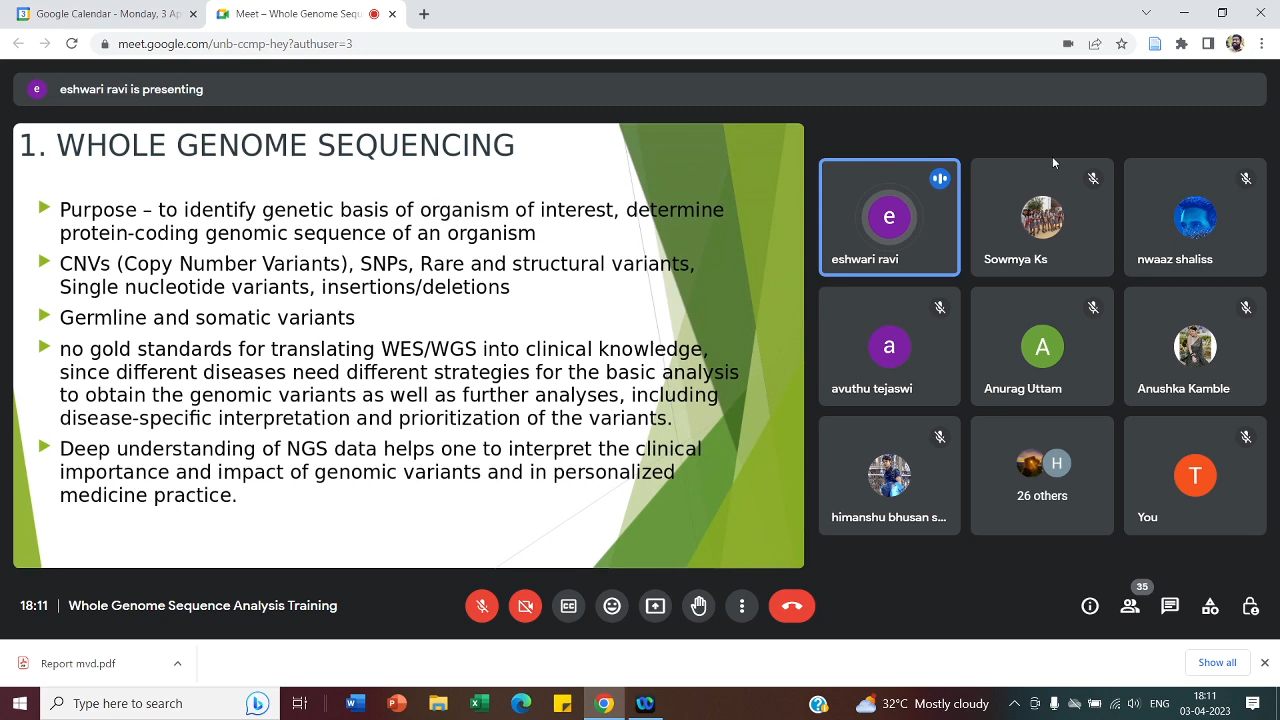 Google Calendar - Monday, 3 Ap
Meet – Whole Genome Sequ
meet.google.com/unb-ccmp-hey?authuser=3
e
eshwari ravi is presenting
1. WHOLE GENOME SEQUENCING
Purpose – to identify genetic basis of organism of interest, determine
protein-coding genomic sequence of an organism
CNVs (Copy Number Variants), SNPs, Rare and structural variants,
Single nucleotide variants, insertions/deletions
Germline and somatic variants
no gold standards for translating WES/WGS into clinical knowledge,
since different diseases need different strategies for the basic analysis
to obtain the genomic variants as well as further analyses, including
disease-specific interpretation and prioritization of the variants.
Deep understanding of NGS data helps one to interpret the clinical
importance and impact of genomic variants and in personalized
medicine practice.
e
eshwari ravi
Sowmya Ks
nwaaz shaliss
a
avuthu tejaswi
A
Anurag Uttam
Anushka Kamble
himanshu bhusan s...
H
26 others
T
You
18:11 | Whole Genome Sequence Analysis Training
35
Report mvd.pdf
Show all
Type here to search
32°C Mostly cloudy
ENG
18:11
03-04-2023